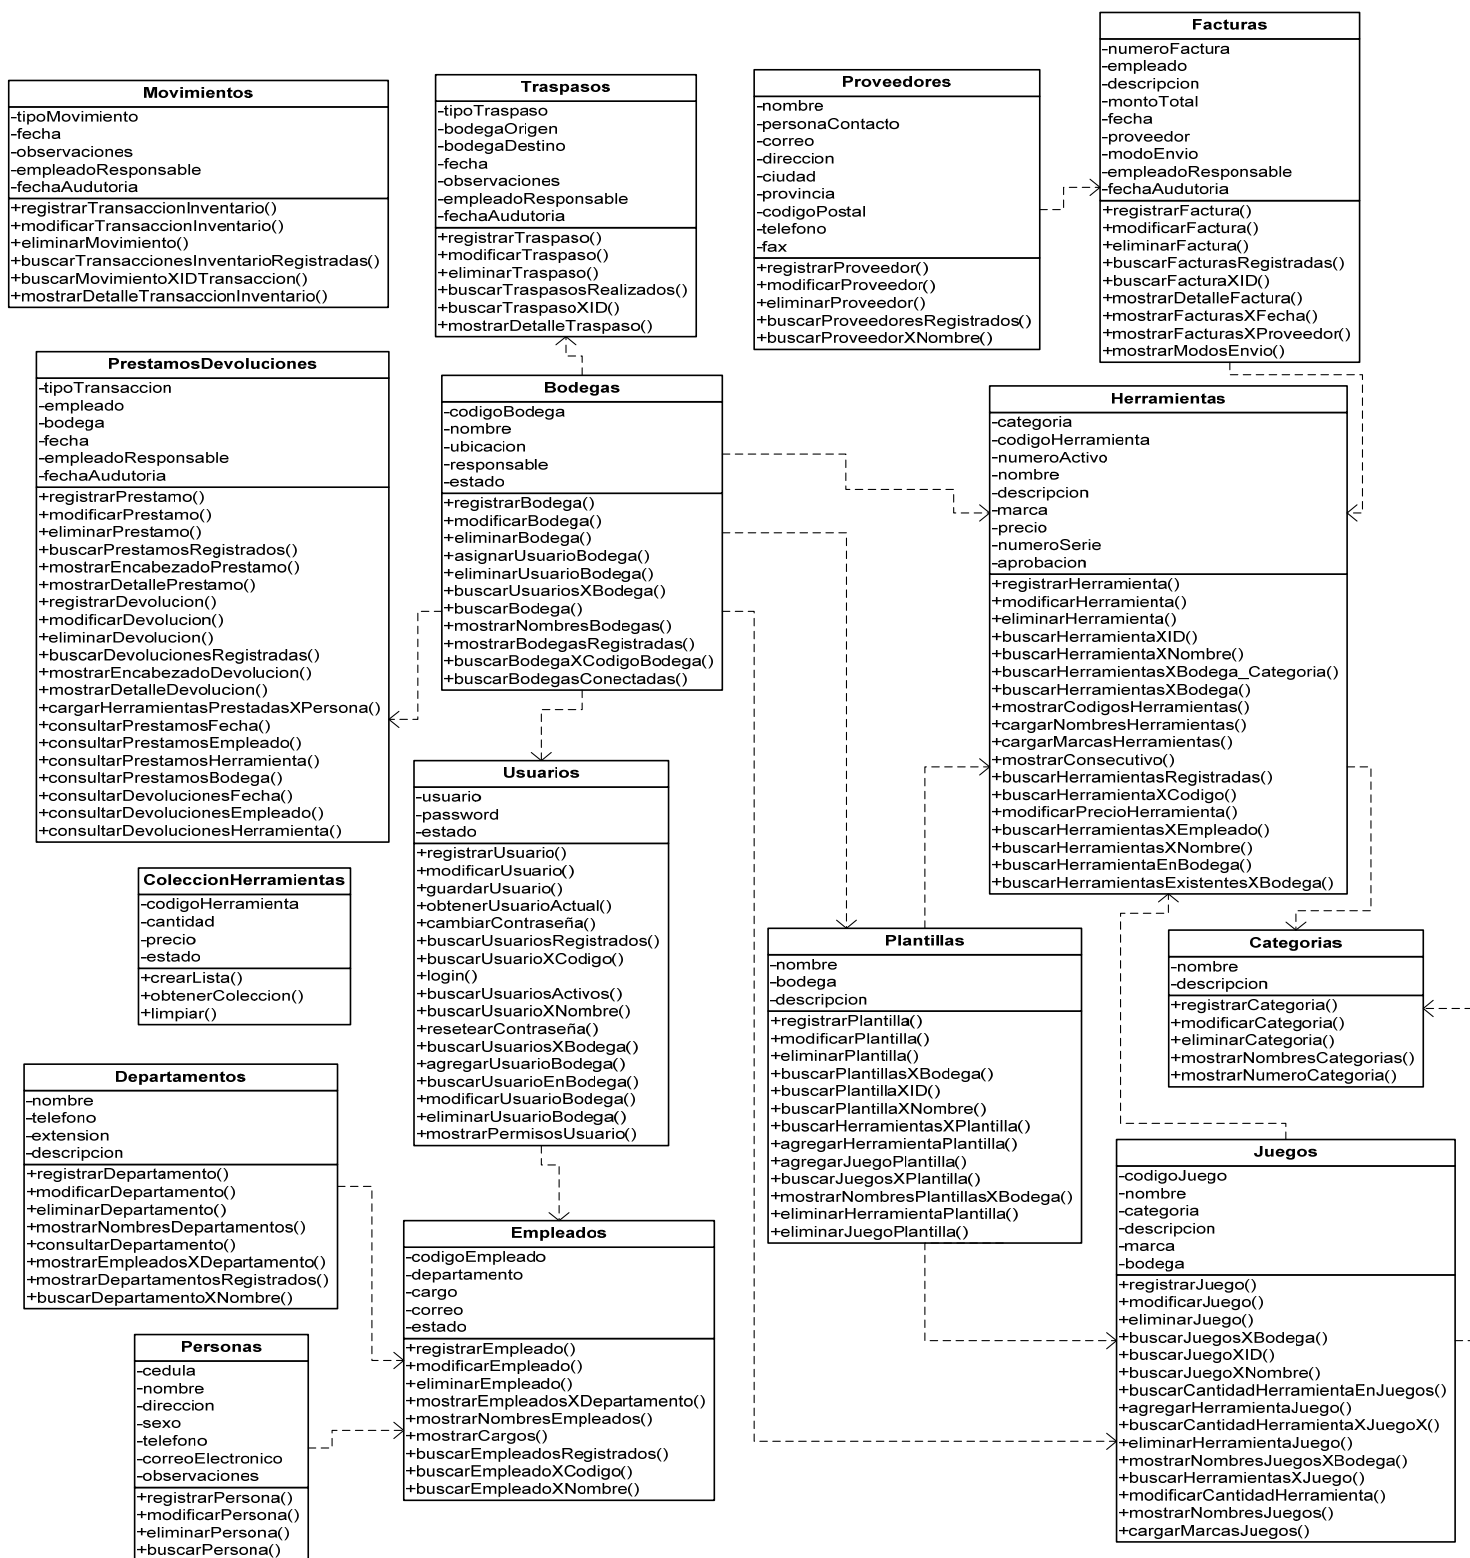 Movimientos
-tipoMovimiento
-fecha
-observaciones
-empleadoResponsable
-fechaAudutoria
+registrarTransaccionInventario()
+modificarTransaccionInventario()
+eliminarMovimiento()
+buscarTransaccionesInventarioRegistradas()
+buscarMovimientoXIDTransaccion()
+mostrarDetalleTransaccionInventario()
Traspasos
-tipoTraspaso
-bodegaOrigen
-bodegaDestino
-fecha
-observaciones
-empleadoResponsable
-fechaAudutoria
+registrarTraspaso()
+modificarTraspaso()
+eliminarTraspaso()
+buscarTraspasosRealizados()
+buscarTraspasoXID()
+mostrarDetalleTraspaso()
Proveedores
-nombre
-personaContacto
-correo
-direccion
-ciudad
-provincia
-codigoPostal
-telefono
-fax
+registrarProveedor()
+modificarProveedor()
+eliminarProveedor()
+buscarProveedoresRegistrados()
+buscarProveedorXNombre()
Facturas
-numeroFactura
-empleado
-descripcion
-montoTotal
-fecha
-proveedor
-modoEnvio
-empleadoResponsable
-fechaAudutoria
+registrarFactura()
+modificarFactura()
+eliminarFactura()
+buscarFacturasRegistradas()
+buscarFacturaXID()
+mostrarDetalleFactura()
+mostrarFacturasXFecha()
+mostrarFacturasXProveedor()
+mostrarModosEnvio()
PrestamosDevoluciones
-tipoTransaccion
-empleado
-bodega
-fecha
-empleadoResponsable
-fechaAudutoria
+registrarPrestamo()
+modificarPrestamo()
+eliminarPrestamo()
+buscarPrestamosRegistrados()
+mostrarEncabezadoPrestamo()
+mostrarDetallePrestamo()
+registrarDevolucion()
+modificarDevolucion()
+eliminarDevolucion()
+buscarDevolucionesRegistradas()
+mostrarEncabezadoDevolucion()
+mostrarDetalleDevolucion()
+cargarHerramientasPrestadasXPersona()
+consultarPrestamosFecha()
+consultarPrestamosEmpleado()
+consultarPrestamosHerramienta()
+consultarPrestamosBodega()
+consultarDevolucionesFecha()
+consultarDevolucionesEmpleado()
+consultarDevolucionesHerramienta()
Bodegas
-codigoBodega
-nombre
-ubicacion
-responsable
-estado
+registrarBodega()
+modificarBodega()
+eliminarBodega()
+asignarUsuarioBodega()
+eliminarUsuarioBodega()
+buscarUsuariosXBodega()
+buscarBodega()
+mostrarNombresBodegas()
+mostrarBodegasRegistradas()
+buscarBodegaXCodigoBodega()
+buscarBodegasConectadas()
Herramientas
-categoria
-codigoHerramienta
-numeroActivo
-nombre
-descripcion
-marca
-precio
-numeroSerie
-aprobacion
+registrarHerramienta()
+modificarHerramienta()
+eliminarHerramienta()
+buscarHerramientaXID()
+buscarHerramientaXNombre()
+buscarHerramientasXBodega_Categoria()
+buscarHerramientasXBodega()
+mostrarCodigosHerramientas()
+cargarNombresHerramientas()
+cargarMarcasHerramientas()
+mostrarConsecutivo()
+buscarHerramientasRegistradas()
+buscarHerramientaXCodigo()
+modificarPrecioHerramienta()
+buscarHerramientasXEmpleado()
+buscarHerramientasXNombre()
+buscarHerramientaEnBodega()
+buscarHerramientasExistentesXBodega()
Usuarios
-usuario
-password
-estado
+registrarUsuario()
+modificarUsuario()
+guardarUsuario()
+obtenerUsuarioActual()
+cambiarContraseña()
+buscarUsuariosRegistrados()
+buscarUsuarioXCodigo()
+login()
+buscarUsuariosActivos()
+buscarUsuarioXNombre()
+resetearContraseña()
+buscarUsuariosXBodega()
+agregarUsuarioBodega()
+buscarUsuarioEnBodega()
+modificarUsuarioBodega()
+eliminarUsuarioBodega()
+mostrarPermisosUsuario()
ColeccionHerramientas
-codigoHerramienta
-cantidad
-precio
-estado
+crearLista()
+obtenerColeccion()
+limpiar()
Plantillas
-nombre
-bodega
-descripcion
+registrarPlantilla()
+modificarPlantilla()
+eliminarPlantilla()
+buscarPlantillasXBodega()
+buscarPlantillaXID()
+buscarPlantillaXNombre()
+buscarHerramientasXPlantilla()
+agregarHerramientaPlantilla()
+agregarJuegoPlantilla()
+buscarJuegosXPlantilla()
+mostrarNombresPlantillasXBodega()
+eliminarHerramientaPlantilla()
+eliminarJuegoPlantilla()
Categorias
-nombre
-descripcion
+registrarCategoria()
+modificarCategoria()
+eliminarCategoria()
+mostrarNombresCategorias()
+mostrarNumeroCategoria()
Departamentos
-nombre
-telefono
-extension
-descripcion
+registrarDepartamento()
+modificarDepartamento()
+eliminarDepartamento()
+mostrarNombresDepartamentos()
+consultarDepartamento()
+mostrarEmpleadosXDepartamento()
+mostrarDepartamentosRegistrados()
+buscarDepartamentoXNombre()
Juegos
-codigoJuego
-nombre
-categoria
-descripcion
-marca
-bodega
+registrarJuego()
+modificarJuego()
+eliminarJuego()
+buscarJuegosXBodega()
+buscarJuegoXID()
+buscarJuegoXNombre()
+buscarCantidadHerramientaEnJuegos()
+agregarHerramientaJuego()
+buscarCantidadHerramientaXJuegoX()
+eliminarHerramientaJuego()
+mostrarNombresJuegosXBodega()
+buscarHerramientasXJuego()
+modificarCantidadHerramienta()
+mostrarNombresJuegos()
+cargarMarcasJuegos()
Empleados
-codigoEmpleado
-departamento
-cargo
-correo
-estado
+registrarEmpleado()
+modificarEmpleado()
+eliminarEmpleado()
+mostrarEmpleadosXDepartamento()
+mostrarNombresEmpleados()
+mostrarCargos()
+buscarEmpleadosRegistrados()
+buscarEmpleadoXCodigo()
+buscarEmpleadoXNombre()
Personas
-cedula
-nombre
-direccion
-sexo
-telefono
-correoElectronico
-observaciones
+registrarPersona()
+modificarPersona()
+eliminarPersona()
+buscarPersona()